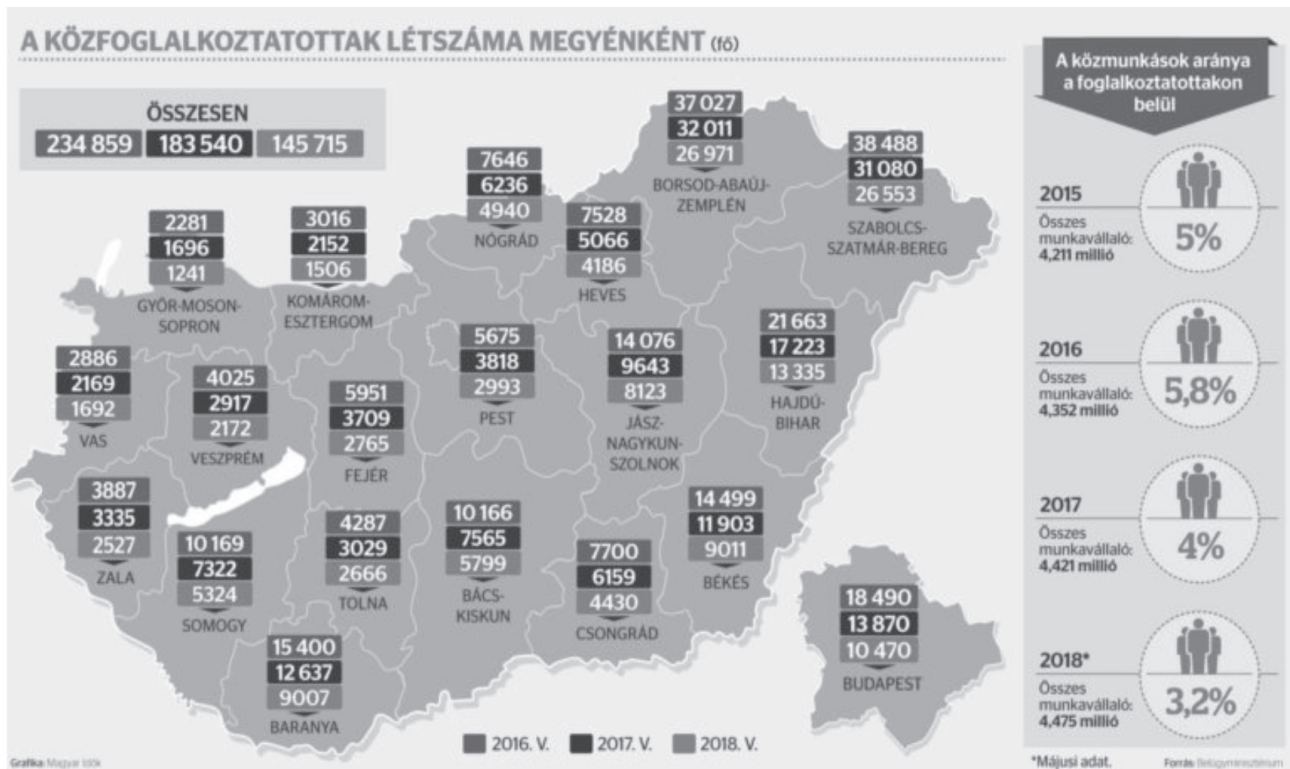 A KÖZFOGLALKOZTATOTTAK LÉTSZÁMA MEGYÉNKÉNT (fő)
ÖSSZESEN
234 859 183 540 145 715
37 027
32 011
26 971
BORSOD-ABAÚJ-
ZEMPLÉN
38 488
31 080
26 553
SZABOLCS-
SZATMÁR-BEREG
7646
6236
4940
NÓGRÁD
7528
5066
4186
HEVES
2281
1696
1241
GYŐR-MOSON-
SOPRON
3016
2152
1506
KOMÁROM-
ESZTERGOM
5675
3818
2993
PEST
14 076
9643
8123
JÁSZ-
NAGYKUN-
SZOLNOK
21 663
17 223
13 335
HAJDÚ-
BIHAR
2886
2169
1692
VAS
4025
2917
2172
VESZPRÉM
5951
3709
2765
FEJÉR
3887
3335
2527
ZALA
10 169
7322
5324
SOMOGY
4287
3029
2666
TOLNA
10 166
7565
5799
BÁCS-
KISKUN
7700
6159
4430
CSONGRÁD
14 499
11 903
9011
BÉKÉS
15 400
12 637
9007
BARANYA
18 490
13 870
10 470
BUDAPEST
2016. V. 2017. V. 2018. V.
Grafika: Magyar Idők
A közmunkások aránya
a foglalkoztatottakon
belül
2015
Összes
munkavállaló:
4,211 millió
5%
2016
Összes
munkavállaló:
4,352 millió
5,8%
2017
Összes
munkavállaló:
4,421 millió
4%
2018*
Összes
munkavállaló:
4,475 millió
3,2%
*Májusi adat.
Forrás: Belügyminisztérium